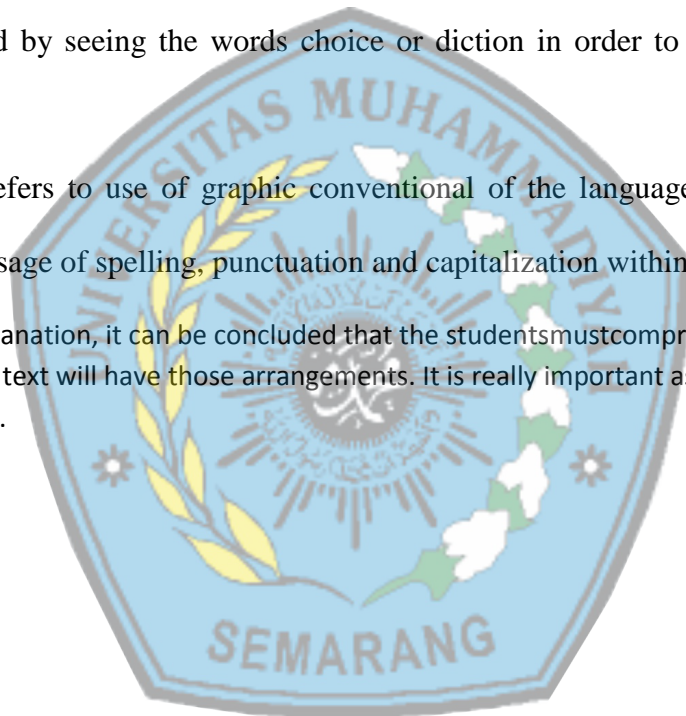 d by seeing the words choice or diction in order to
UNIVERSITAS MUHAMMADIYAH
efers to use of graphic conventional of the language
sage of spelling, punctuation and capitalization within
anation, it can be concluded that the studentsmustcompr
text will have those arrangements. It is really important as
.
SEMARANG